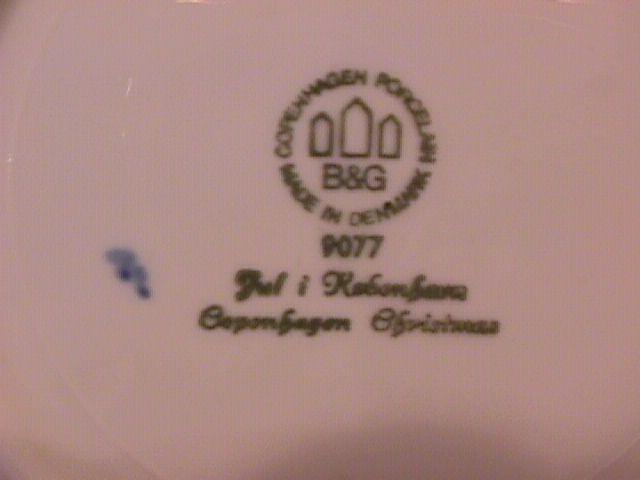 COPENHAGEN PORCELAIN
B&G
MADE IN DENMARK
9077
Jul i København
Copenhagen Christmas